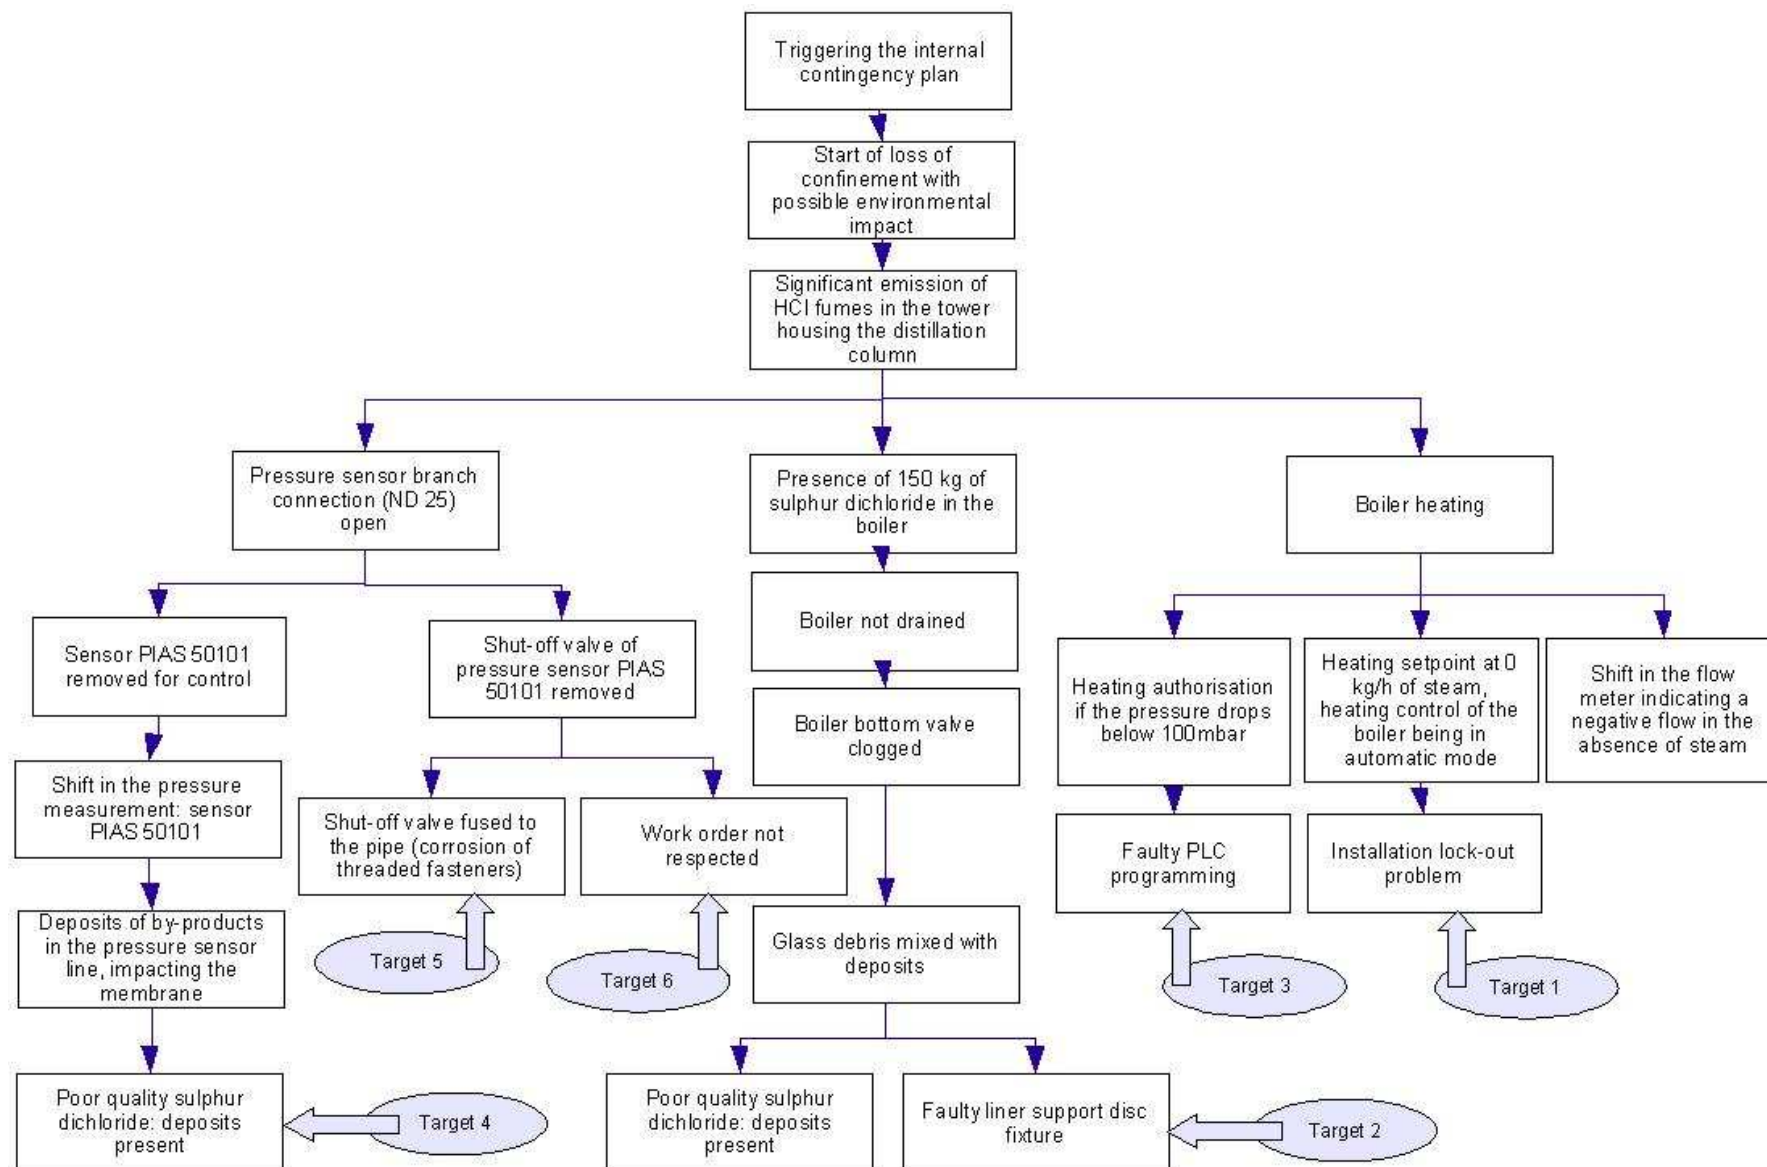 Triggering the internal
contingency plan
Start of loss of
confinement with
possible environmental
impact
Significant emission of
HCl fumes in the tower
housing the distillation
column
Pressure sensor branch
connection (ND 25)
open
Presence of 150 kg of
sulphur dichloride in the
boiler
Boiler heating
Sensor PIAS 50101
removed for control
Shut-off valve of
pressure sensor PIAS
50101 removed
Boiler not drained
Heating authorisation
if the pressure drops
below 100mbar
Heating setpoint at 0
kg/h of steam,
heating control of the
boiler being in
automatic mode
Shift in the flow
meter indicating a
negative flow in the
absence of steam
Boiler bottom valve
clogged
Shift in the pressure
measurement: sensor
PIAS 50101
Shut-off valve fused to
the pipe (corrosion of
threaded fasteners)
Work order not
respected
Faulty PLC
programming
Installation lock-out
problem
Deposits of by-products
in the pressure sensor
line, impacting the
membrane
Target 5
Target 6
Glass debris mixed with
deposits
Target 3
Target 1
Poor quality sulphur
dichloride: deposits
present
Target 4
Poor quality sulphur
dichloride: deposits
present
Faulty liner support disc
fixture
Target 2